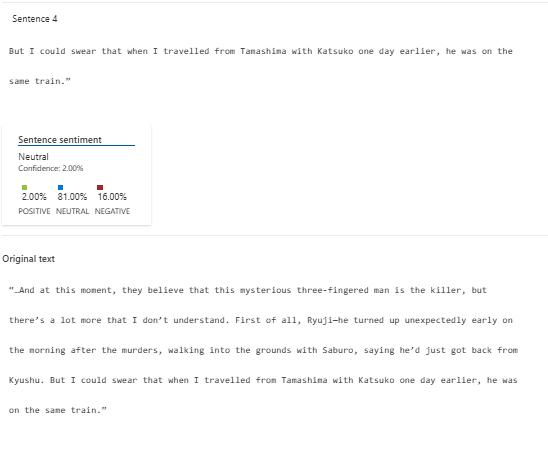 Sentence 4
But I could swear that when I travelled from Tamashima with Katsuko one day earlier, he was on the
same train.”
Sentence sentiment
Neutral
Confidence: 2.00%
2.00% 81.00% 16.00%
POSITIVE NEUTRAL NEGATIVE
Original text
“…And at this moment, they believe that this mysterious three-fingered man is the killer, but
there’s a lot more that I don’t understand. First of all, Ryuji—he turned up unexpectedly early on
the morning after the murders, walking into the grounds with Saburo, saying he’d just got back from
Kyushu. But I could swear that when I travelled from Tamashima with Katsuko one day earlier, he was
on the same train.”